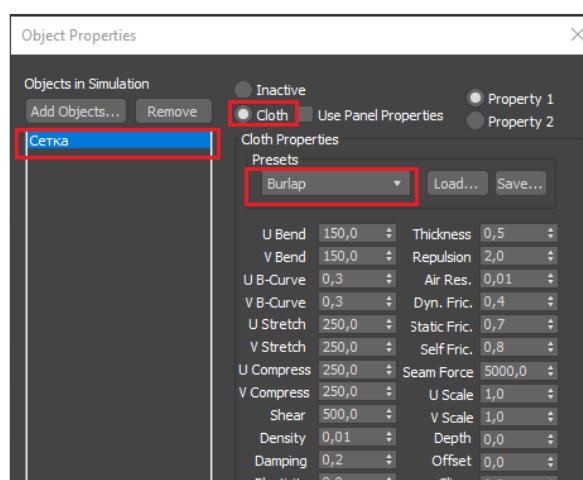 Object Properties
Objects in Simulation
Add Objects... Remove
Сетка
Inactive
Cloth Use Panel Properties
Property 1
Property 2
Cloth Properties
Presets
Burlap Load... Save...
U Bend 150,0 Thickness 0,5
V Bend 150,0 Repulsion 2,0
U B-Curve 0,3 Air Res. 0,01
V B-Curve 0,3 Dyn. Fric. 0,4
U Stretch 250,0 Static Fric. 0,7
V Stretch 250,0 Self Fric. 0,8
U Compress 250,0 Seam Force 5000,0
V Compress 250,0 U Scale 1,0
Shear 500,0 V Scale 1,0
Density 0,01 Depth 0,0
Damping 0,2 Offset 0,0